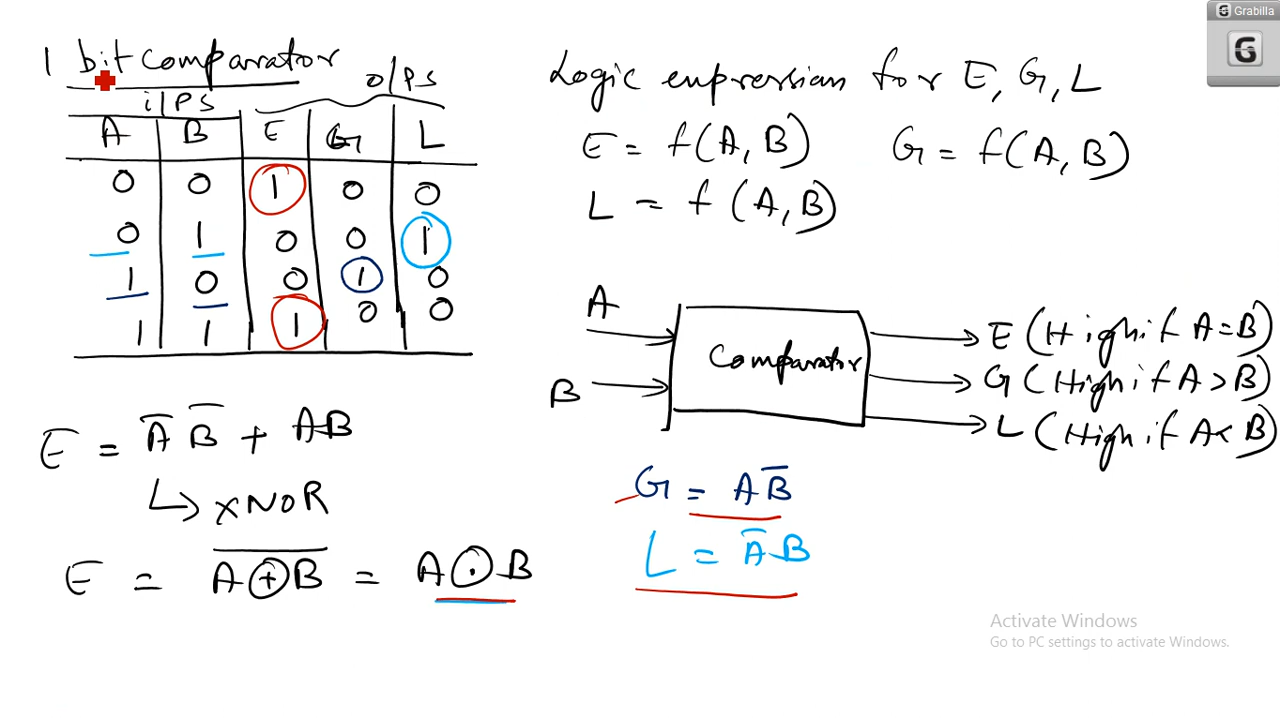 1 bit comparator
i/PS
o/PS
A B E G L
0 0 1 0 0
0 1 0 0 1
1 0 0 1 0
1 1 1 0 0
E = A̅ B̅ + AB
↳ XNOR
E = \overline{A⊕B} = A⊙B
Logic expression for E, G, L
E = f(A, B) G = f(A, B)
L = f (A, B)
A
B
Comparator
E (High if A = B)
G (High if A > B)
L (High if A < B)
G = AB̅
L = A̅B
Grabilla
G
Activate Windows
Go to PC settings to activate Windows.